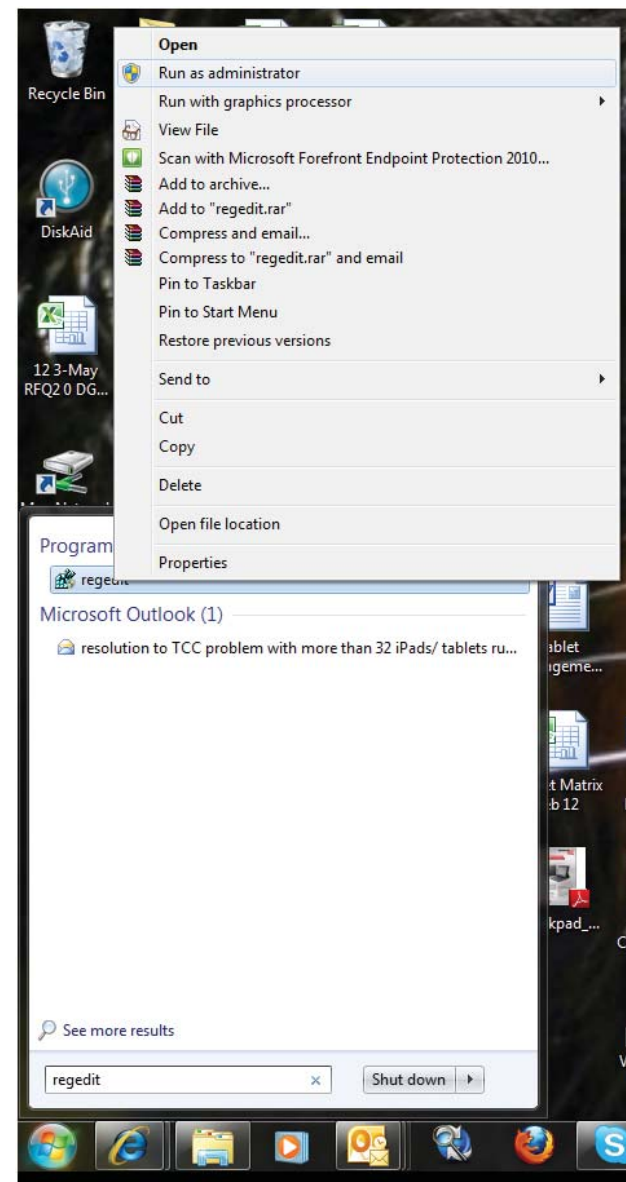 Recycle Bin
DiskAid
12 3-May
RFQ2 0 DG...
Open
Run as administrator
Run with graphics processor
View File
Scan with Microsoft Forefront Endpoint Protection 2010...
Add to archive...
Add to "regedit.rar"
Compress and email...
Compress to "regedit.rar" and email
Pin to Taskbar
Pin to Start Menu
Restore previous versions
Send to
Cut
Copy
Delete
Open file location
Properties
Program
regedit
Microsoft Outlook (1)
resolution to TCC problem with more than 32 iPads/ tablets ru...
See more results
regedit
Shut down
ablet
igeme...
et Matrix
eb 12
kpad_...